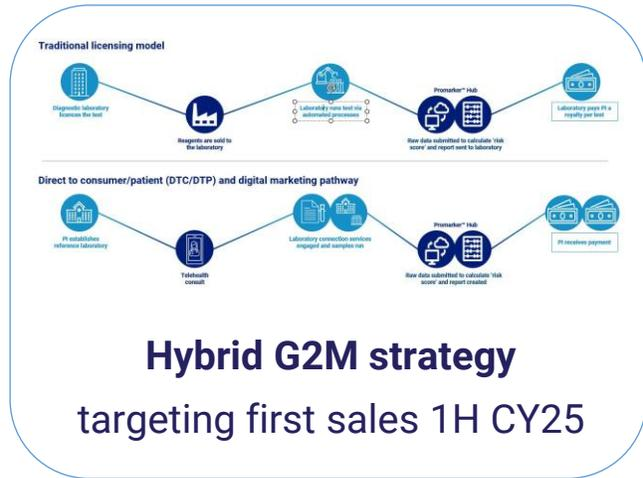 Traditional licensing model
Diagnostic laboratory
licences the test
Reagents are sold to
the laboratory
Laboratory runs test via
automated processes
Promarker™ Hub
Raw data submitted to calculate 'risk
score' and report sent to laboratory
Laboratory pays PI a
royalty per test
Direct to consumer/patient (DTC/DTP) and digital marketing pathway
PI establishes
reference laboratory
Telehealth
consult
Laboratory connection services
engaged and samples run
Promarker™ Hub
Raw data submitted to calculate 'risk
score' and report created
PI receives payment
Hybrid G2M strategy
targeting first sales 1H CY25